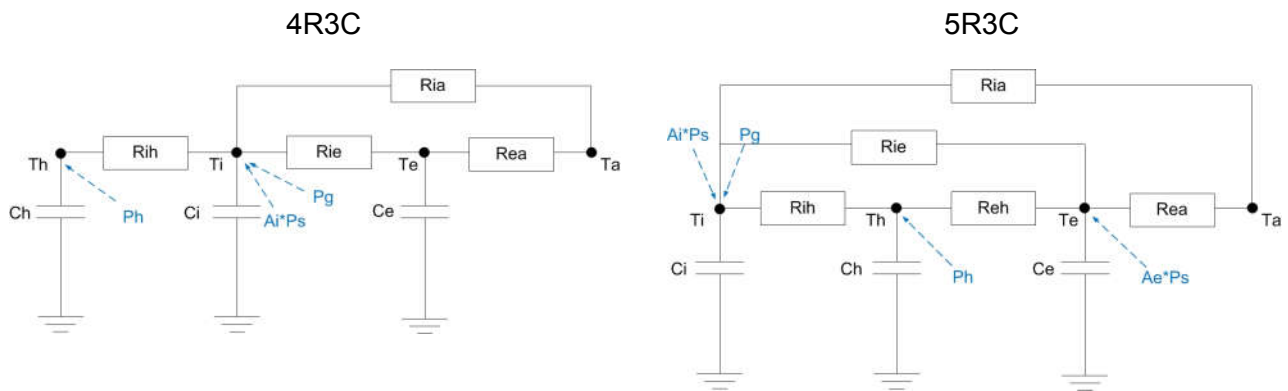 4R3C
5R3C
Ria
Rih
Rie
Rea
Th
Ti
Te
Ta
Pg
Ph
Ai*Ps
Ch
Ci
Ce
Ria
Ai*Ps
Pg
Rie
Rih
Reh
Rea
Ti
Th
Te
Ta
Ci
Ch
Ph
Ce
Ae*Ps